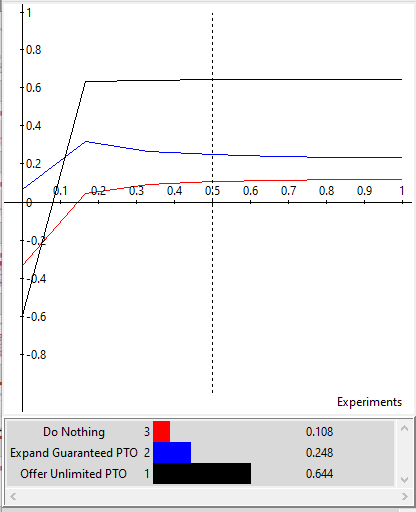 1
0.8
0.6
0.4
0.2
0.1 0.2 0.3 0.4 0.5 0.6 0.7 0.8 0.9 1
0
-0.2
-0.4
-0.6
-0.8
Experiments
Do Nothing 3 0.108
Expand Guaranteed PTO 2 0.248
Offer Unlimited PTO 1 0.644